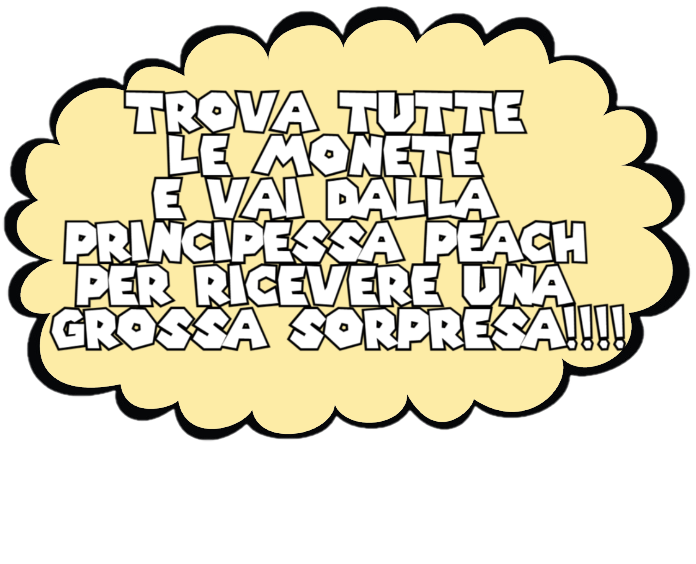 TROVA TUTTE
LE MONETE
E VAI DALLA
PRINCIPESSA PEACH
PER RICEVERE UNA
GROSSA SORPRESA!!!!